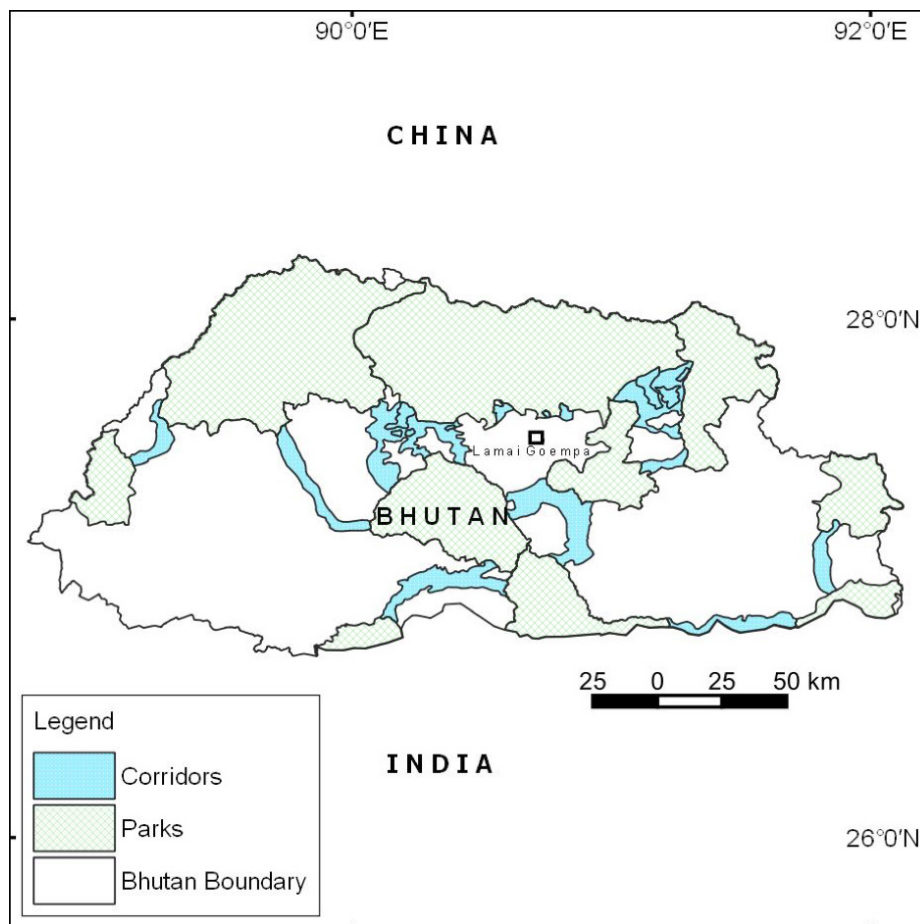 90°0'E
92°0'E
CHINA
28°0'N
Lamai Goempa
BHUTAN
25 0 25 50 km
Legend
Corridors
Parks
Bhutan Boundary
INDIA
26°0'N